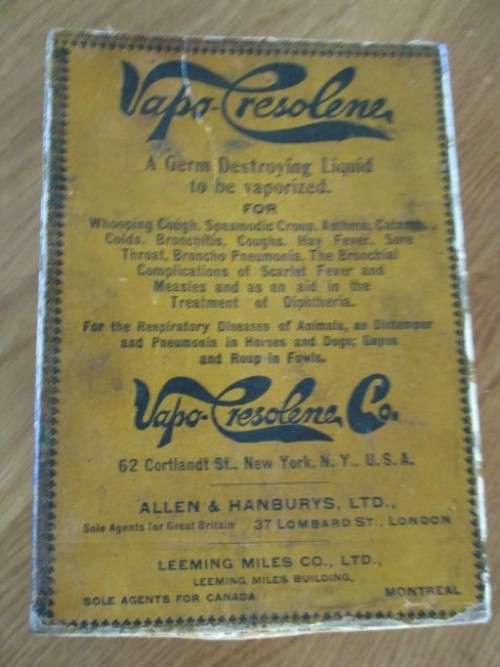 Vapo-Cresolene
A Germ Destroying Liquid
to be vaporized.
FOR
Whooping Cough, Spasmodic Croup, Asthma, Catarrh,
Colds, Bronchitis, Coughs, Hay Fever, Sore
Throat, Broncho Pneumonia, The Bronchial
Complications of Scarlet Fever and
Measles and as an aid in the
Treatment of Diphtheria.
For the Respiratory Diseases of Animals, as Distemper
and Pneumonia in Horses and Dogs; Gapes
and Roup in Fowls.
Vapo-Cresolene Co.
62 Cortlandt St., New York, N. Y., U. S. A.
ALLEN & HANBURYS, LTD.,
Sole Agents for Great Britain 37 LOMBARD ST., LONDON
LEEMING MILES CO., LTD.,
LEEMING MILES BUILDING,
SOLE AGENTS FOR CANADA MONTREAL